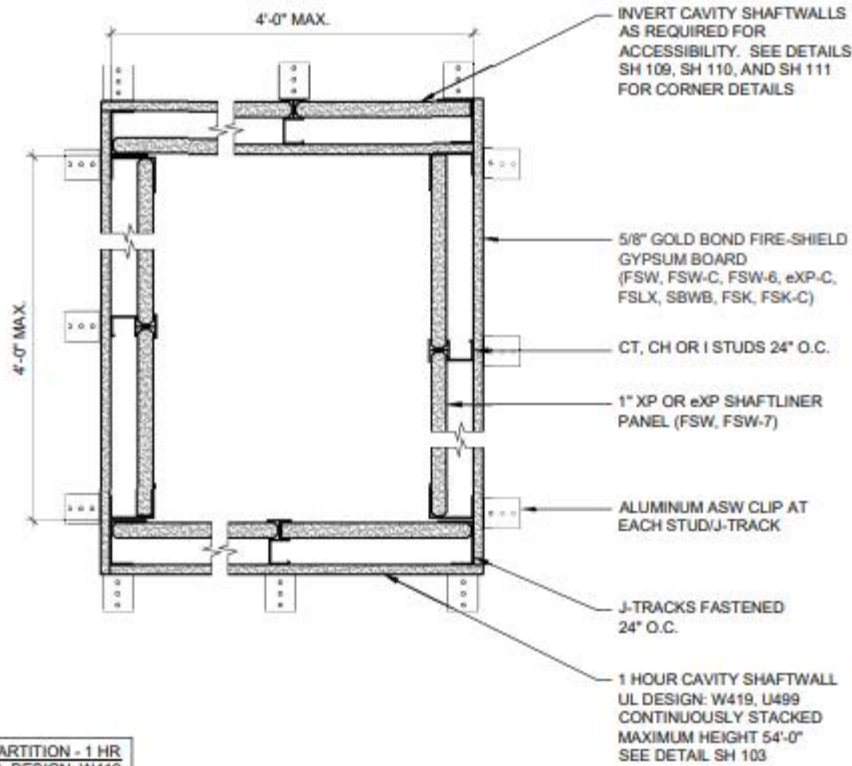 4'-0" MAX.
INVERT CAVITY SHAFTWALLS
AS REQUIRED FOR
ACCESSIBILITY. SEE DETAILS
SH 109, SH 110, AND SH 111
FOR CORNER DETAILS
4'-0" MAX.
5/8" GOLD BOND FIRE-SHIELD
GYPSUM BOARD
(FSW, FSW-C, FSW-6, eXP-C,
FSLX, SBWB, FSK, FSK-C)
CT, CH OR I STUDS 24" O.C.
1" XP OR eXP SHAFTLINER
PANEL (FSW, FSW-7)
ALUMINUM ASW CLIP AT
EACH STUD/J-TRACK
J-TRACKS FASTENED
24" O.C.
1 HOUR CAVITY SHAFTWALL
UL DESIGN: W419, U499
CONTINUOUSLY STACKED
MAXIMUM HEIGHT 54'-0"
SEE DETAIL SH 103
ARTITION - 1 HR
DESIGN W419